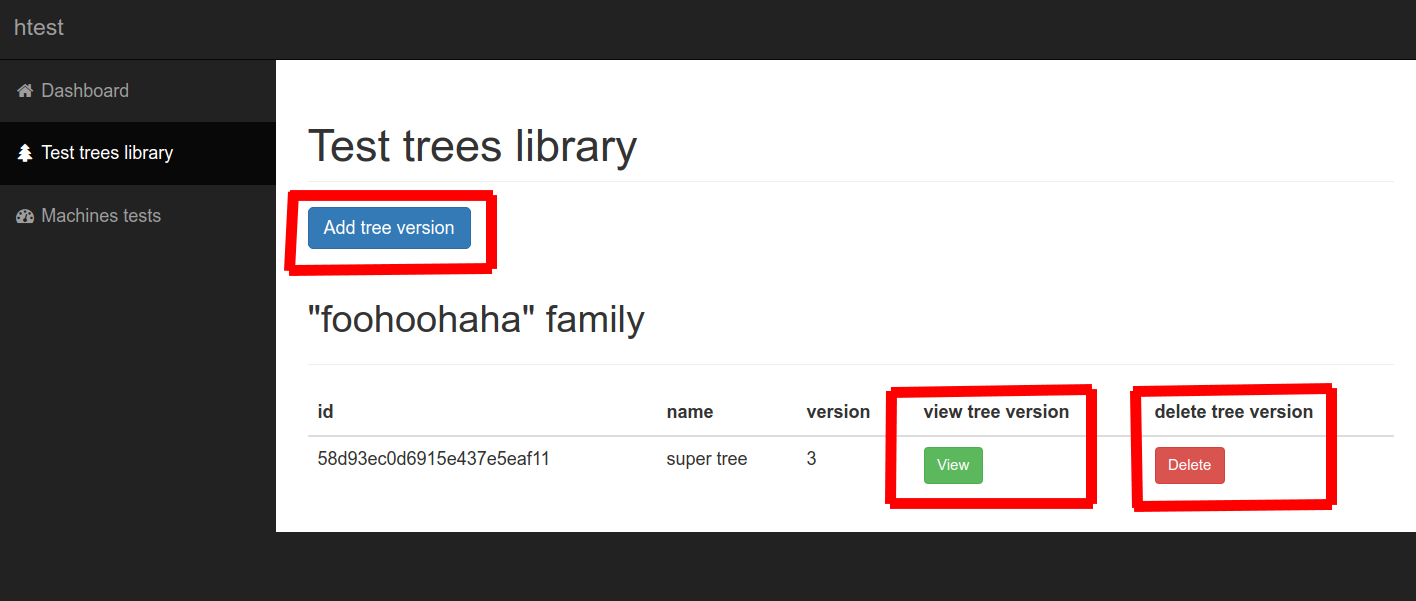 htest
Dashboard
Test trees library
Machines tests
Test trees library
Add tree version
"foohoohaha" family
id name version view tree version delete tree version
58d93ec0d6915e437e5eaf11 super tree 3 View Delete